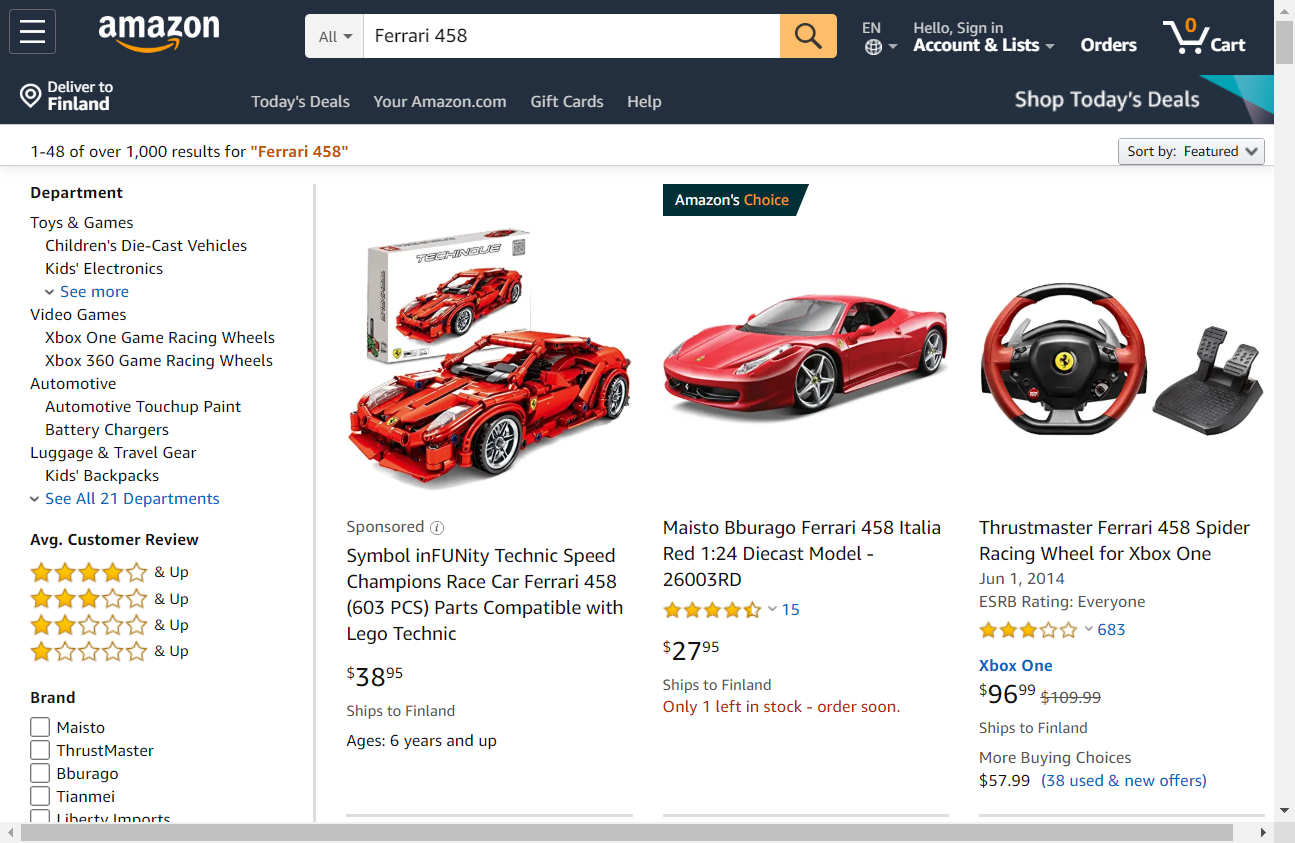 amazon
All
Ferrari 458
EN
Hello, Sign in
Account & Lists
Orders
0
Cart
Deliver to
Finland
Today's Deals
Your Amazon.com
Gift Cards
Help
Shop Today's Deals
1-48 of over 1,000 results for "Ferrari 458"
Sort by: Featured
Department
Toys & Games
Children's Die-Cast Vehicles
Kids' Electronics
See more
Video Games
Xbox One Game Racing Wheels
Xbox 360 Game Racing Wheels
Automotive
Automotive Touchup Paint
Battery Chargers
Luggage & Travel Gear
Kids' Backpacks
See All 21 Departments
Avg. Customer Review
& Up
& Up
& Up
& Up
Brand
Maisto
ThrustMaster
Bburago
Tianmei
Liberty Imports
TECHINQUE
Sponsored
Symbol inFUNity Technic Speed
Champions Race Car Ferrari 458
(603 PCS) Parts Compatible with
Lego Technic
$3895
Ships to Finland
Ages: 6 years and up
Amazon's Choice
Maisto Bburago Ferrari 458 Italia
Red 1:24 Diecast Model -
26003RD
15
$2795
Ships to Finland
Only 1 left in stock - order soon.
Thrustmaster Ferrari 458 Spider
Racing Wheel for Xbox One
Jun 1, 2014
ESRB Rating: Everyone
683
Xbox One
$9699 $109.99
Ships to Finland
More Buying Choices
$57.99 (38 used & new offers)